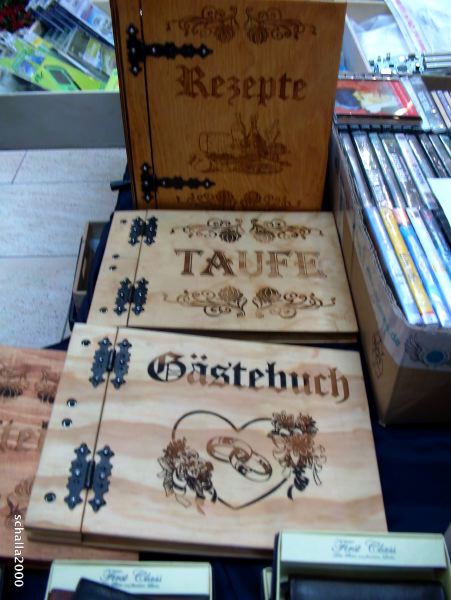 Rezepte
TAUFE
Gästebuch
First Class
First Class
schalla2000